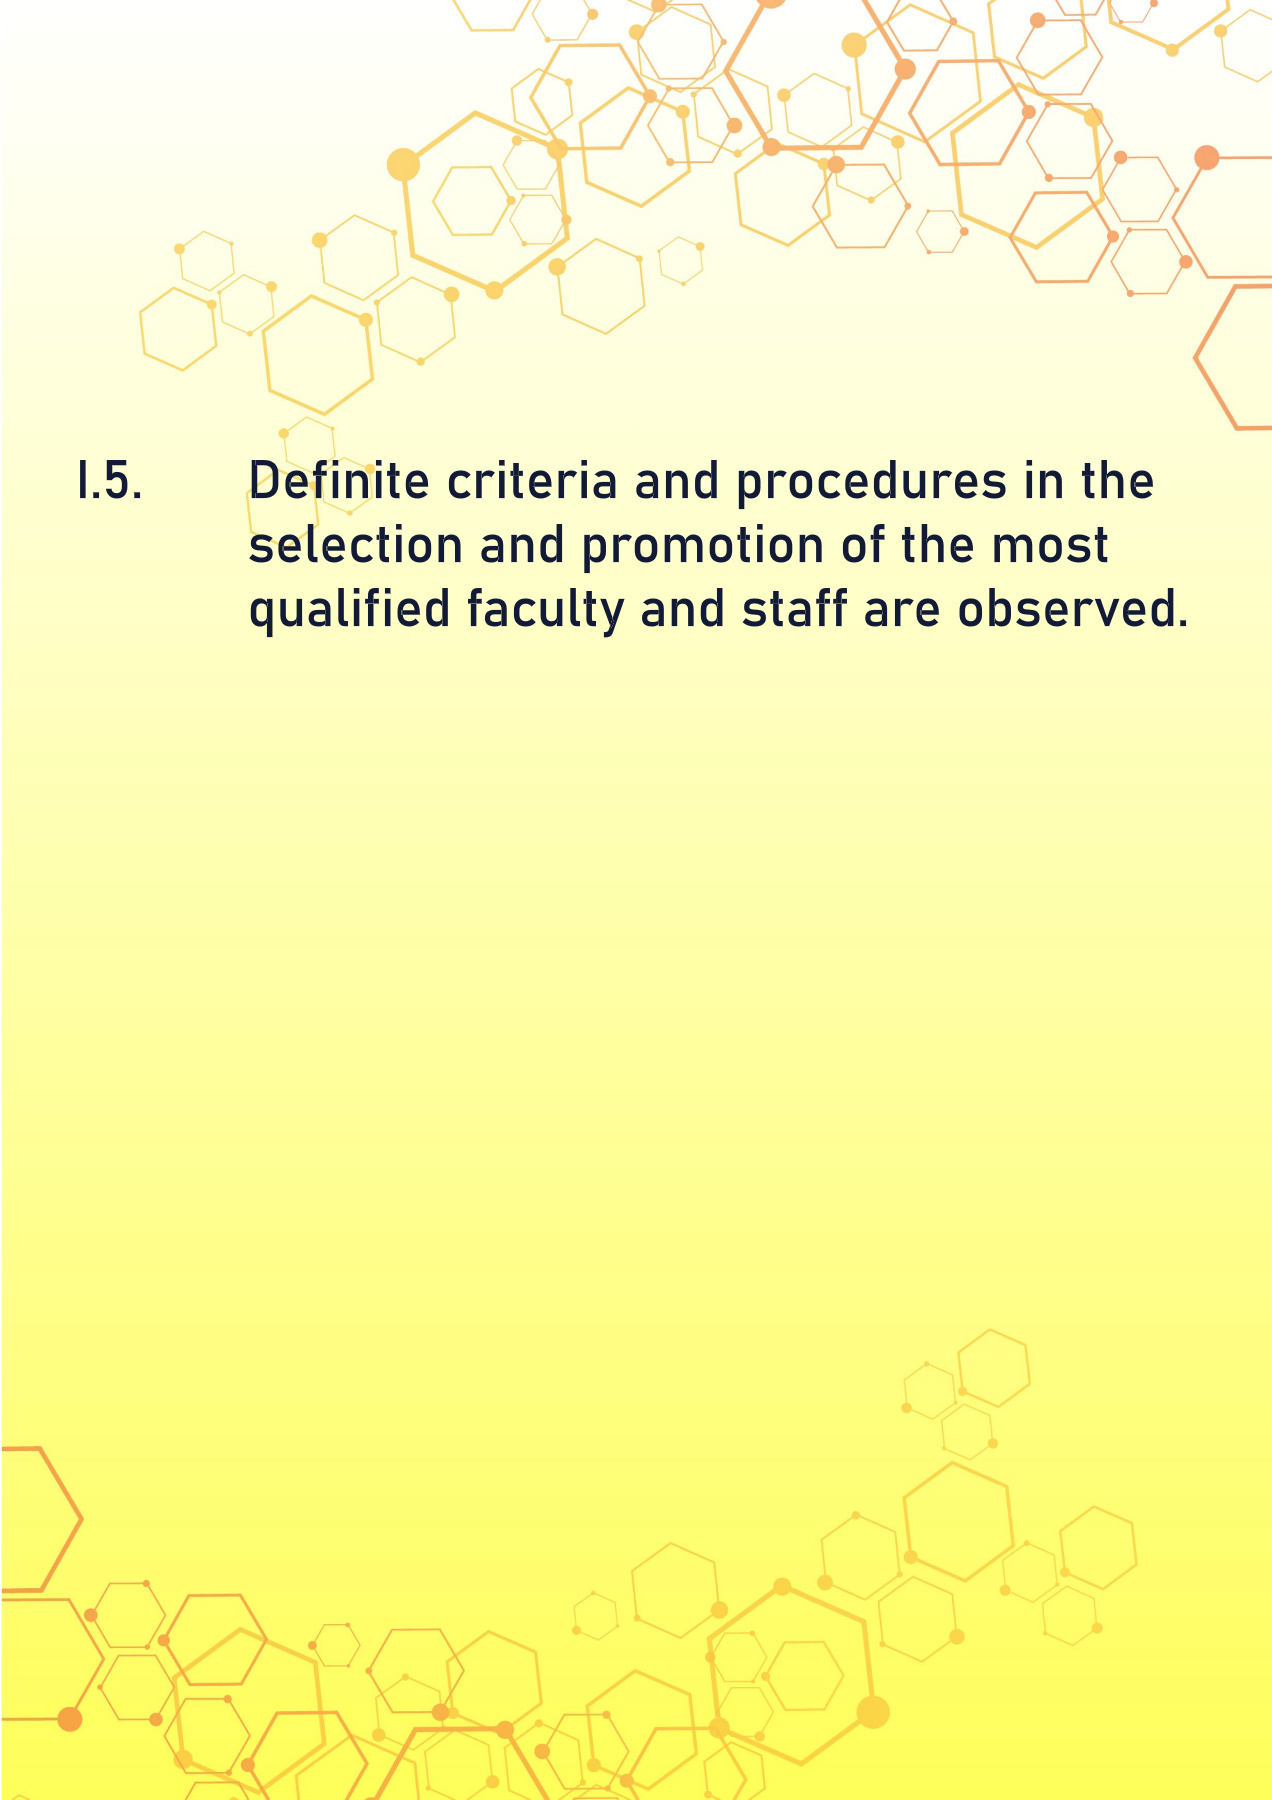 I.5. Definite criteria and procedures in the
selection and promotion of the most
qualified faculty and staff are observed.